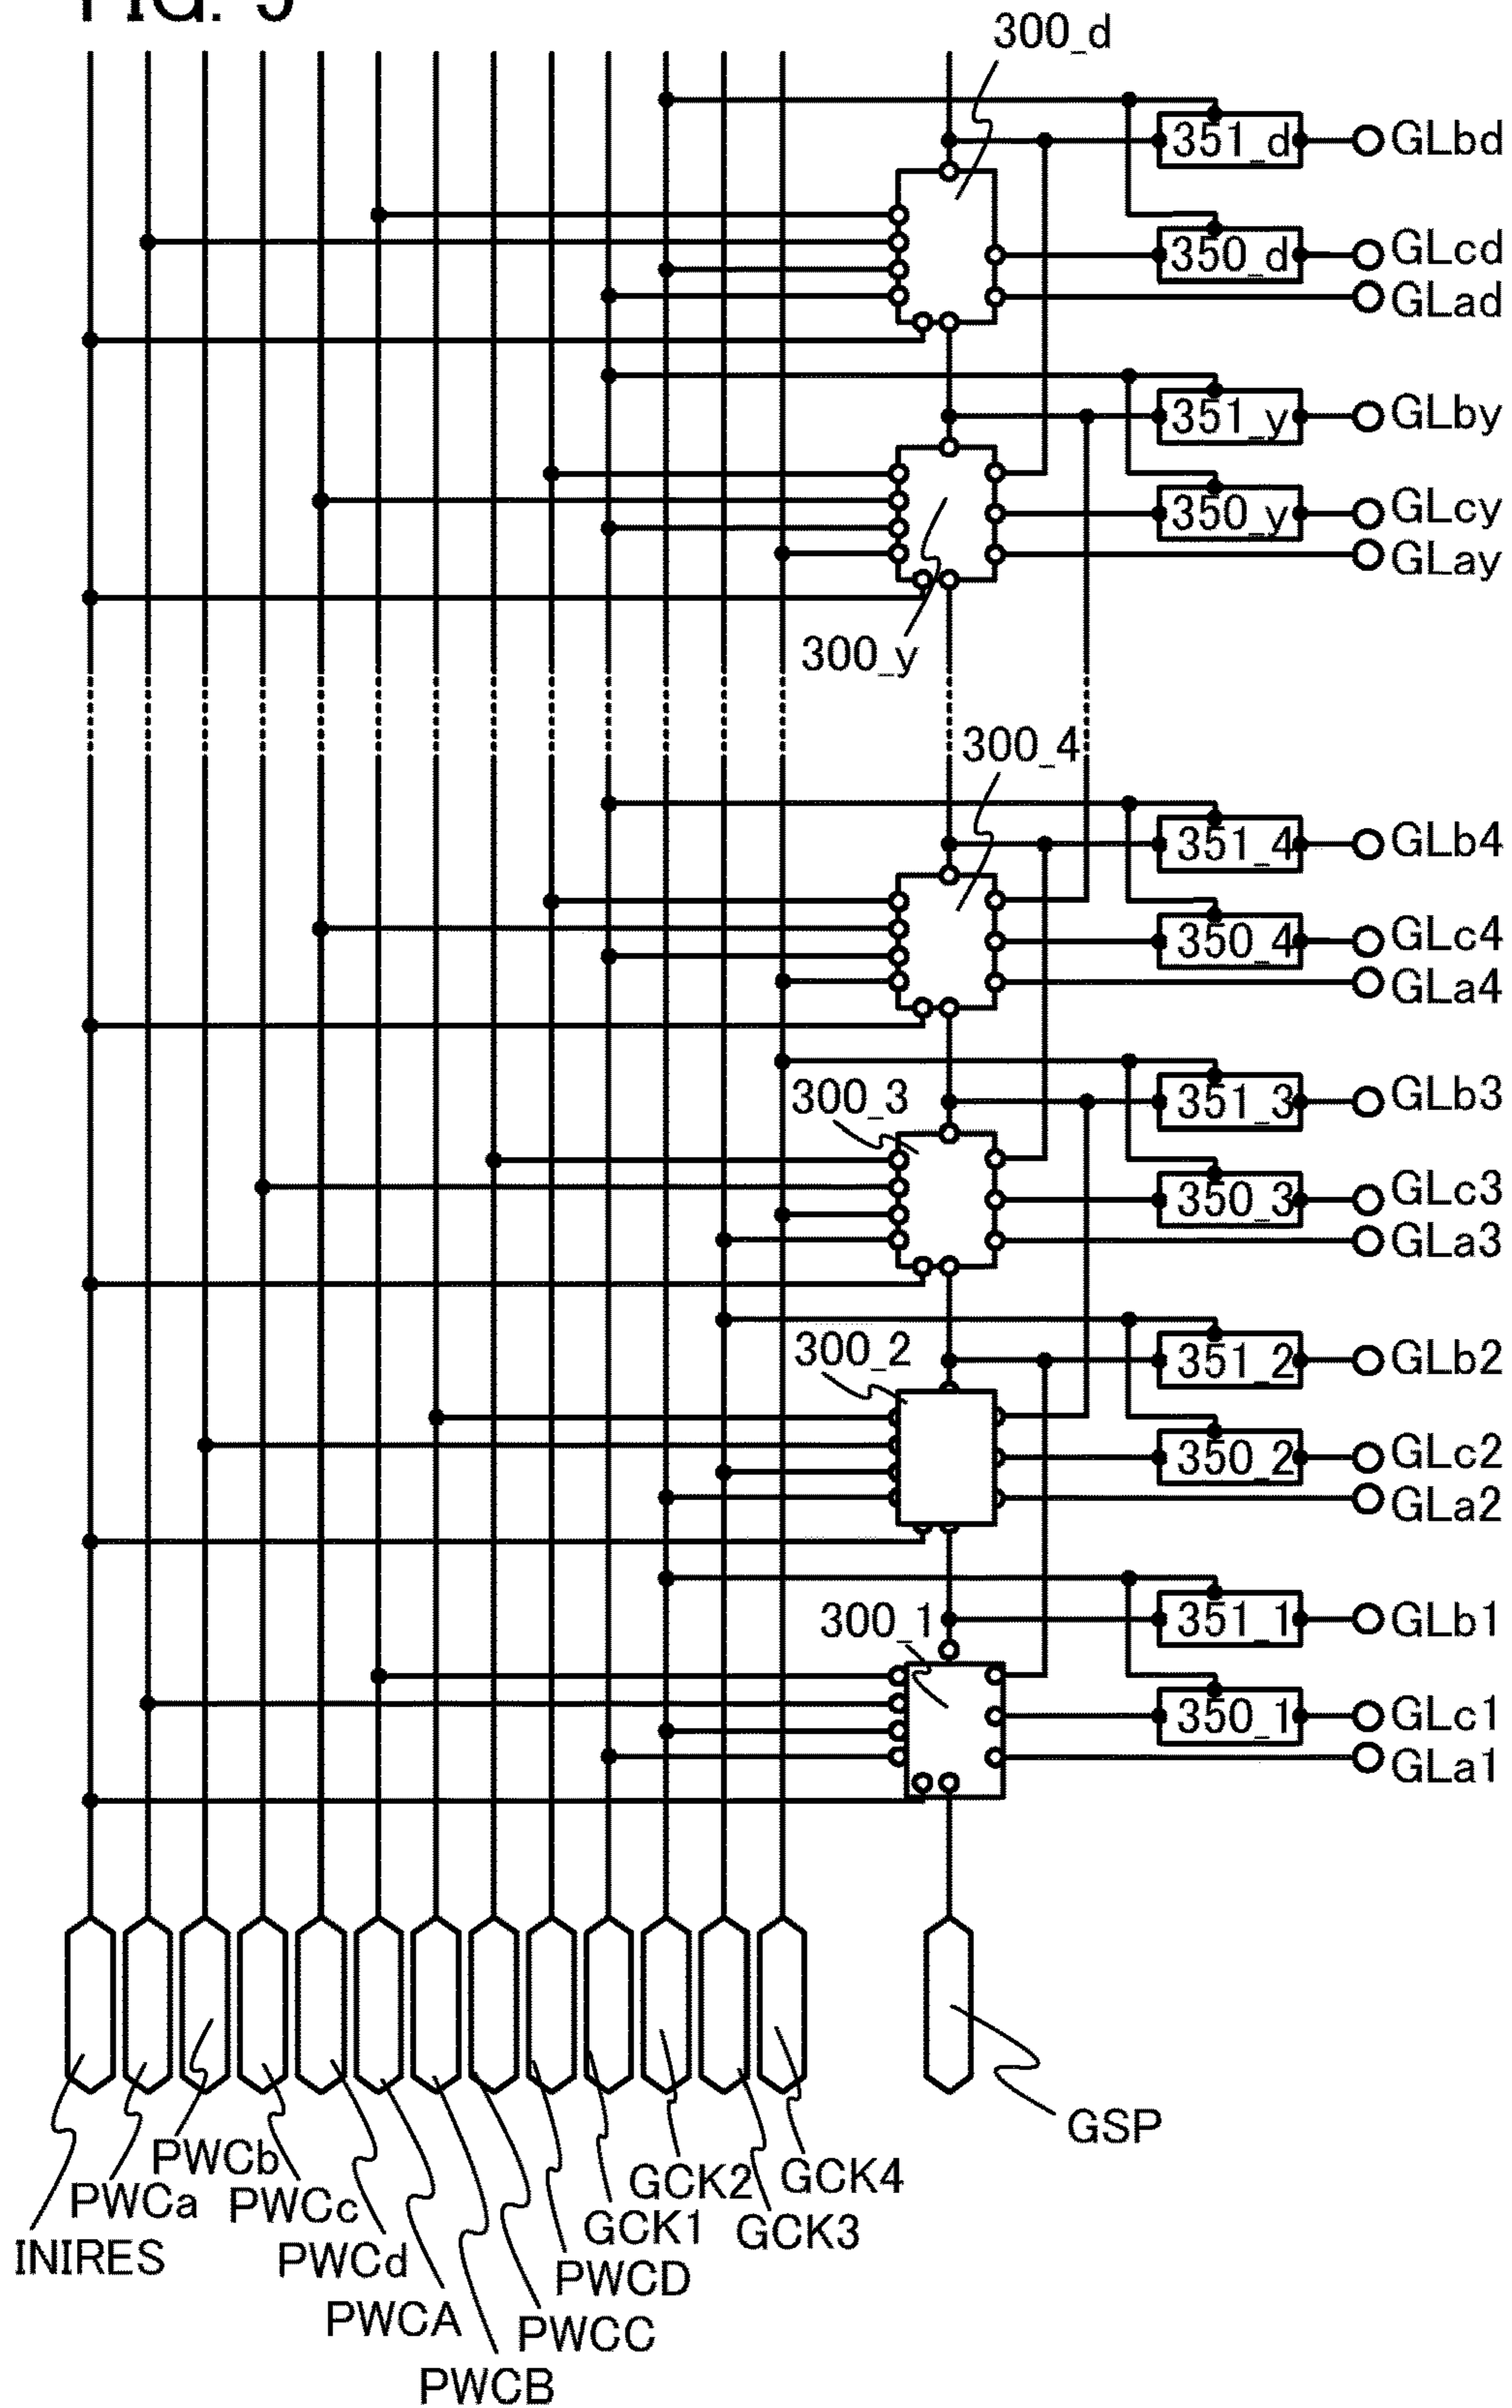 300_d
351_d
GLbd
350_d
GLcd
GLad
351_y
GLby
350_y
GLcy
GLay
300_y
300_4
351_4
GLb4
350_4
GLc4
GLa4
300_3
351_3
GLb3
350_3
GLc3
GLa3
300_2
351_2
GLb2
350_2
GLc2
GLa2
300_1
351_1
GLb1
350_1
GLc1
GLa1
GSP
PWCb
GCK2
GCK4
PWCa
PWCc
GCK1
GCK3
INIRES
PWCd
PWCD
PWCA
PWCC
PWCB